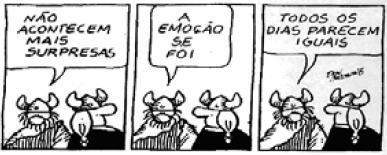 NÃO
ACONTECEM
MAIS
SURPRESAS
A
EMOÇÃO
SE
FOI
TODOS OS
DIAS PARECEM
IGUAIS